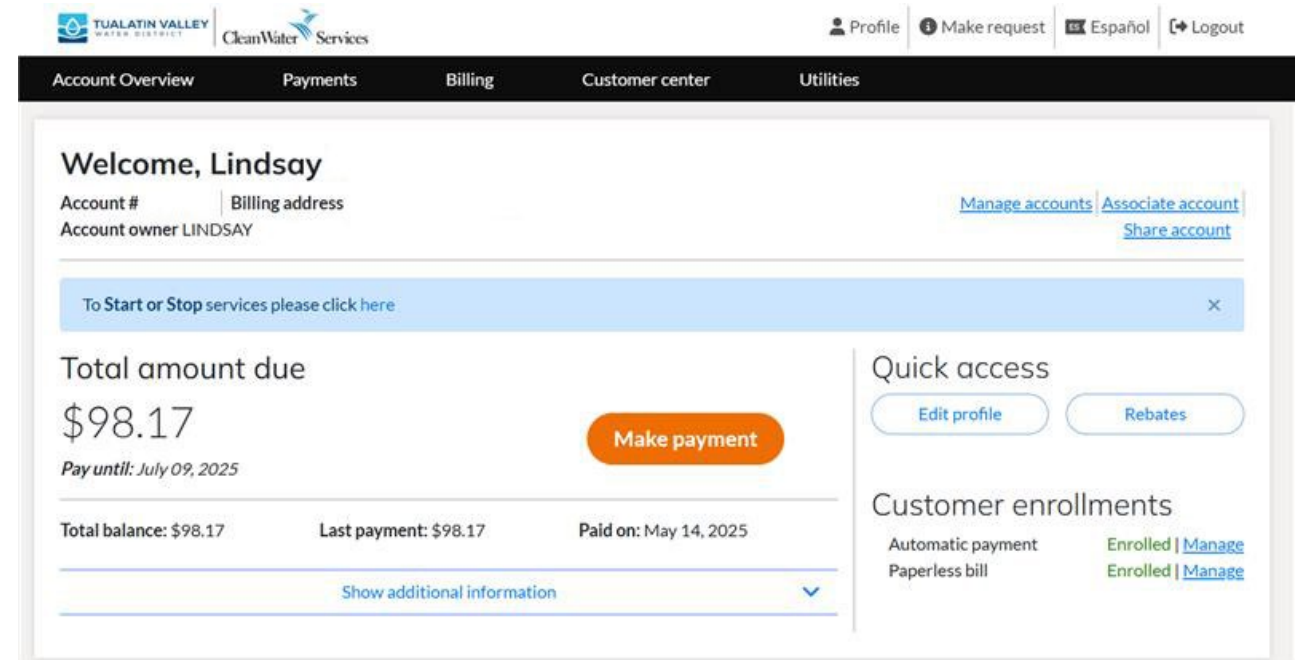 TUALATIN VALLEY
WATER DISTRICT
CleanWater Services
Profile
Make request
ES Español
Logout
Account Overview Payments Billing Customer center Utilities
Welcome, Lindsay
Account # Billing address
Account owner LINDSAY
Manage accounts Associate account
Share account
To Start or Stop services please click here ×
Total amount due
$98.17
Pay until: July 09, 2025
Make payment
Total balance: $98.17 Last payment: $98.17 Paid on: May 14, 2025
Show additional information
Quick access
Edit profile Rebates
Customer enrollments
Automatic payment Enrolled | Manage
Paperless bill Enrolled | Manage